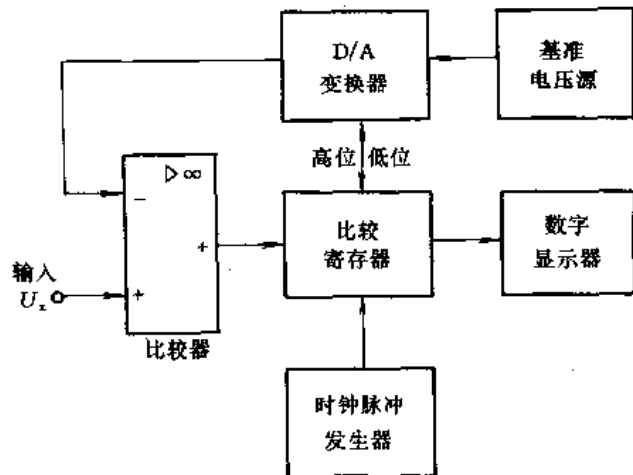 D/A
变换器
基准
电压源
高位 低位
▷∞
−
+
+
输入
Uₓ
比较器
比较
寄存器
数字
显示器
时钟脉冲
发生器